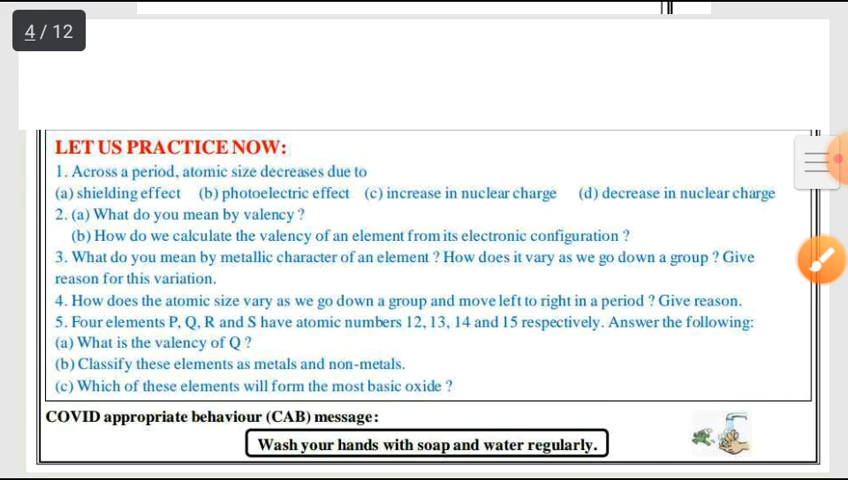 4 / 12
LET US PRACTICE NOW:
1. Across a period, atomic size decreases due to
(a) shielding effect (b) photoelectric effect (c) increase in nuclear charge (d) decrease in nuclear charge
2. (a) What do you mean by valency ?
(b) How do we calculate the valency of an element from its electronic configuration ?
3. What do you mean by metallic character of an element ? How does it vary as we go down a group ? Give
reason for this variation.
4. How does the atomic size vary as we go down a group and move left to right in a period ? Give reason.
5. Four elements P, Q, R and S have atomic numbers 12, 13, 14 and 15 respectively. Answer the following:
(a) What is the valency of Q ?
(b) Classify these elements as metals and non-metals.
(c) Which of these elements will form the most basic oxide ?
COVID appropriate behaviour (CAB) message:
Wash your hands with soap and water regularly.